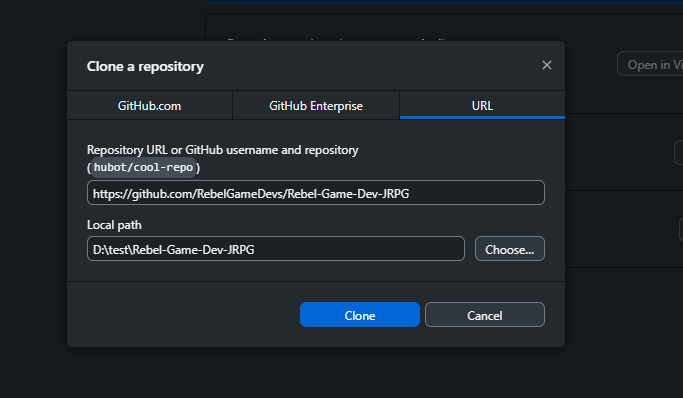 Open in Vi
Clone a repository
GitHub.com
GitHub Enterprise
URL
Repository URL or GitHub username and repository
(hubot/cool-repo)
https://github.com/RebelGameDevs/Rebel-Game-Dev-JRPG
Local path
D:\test\Rebel-Game-Dev-JRPG
Choose...
Clone
Cancel